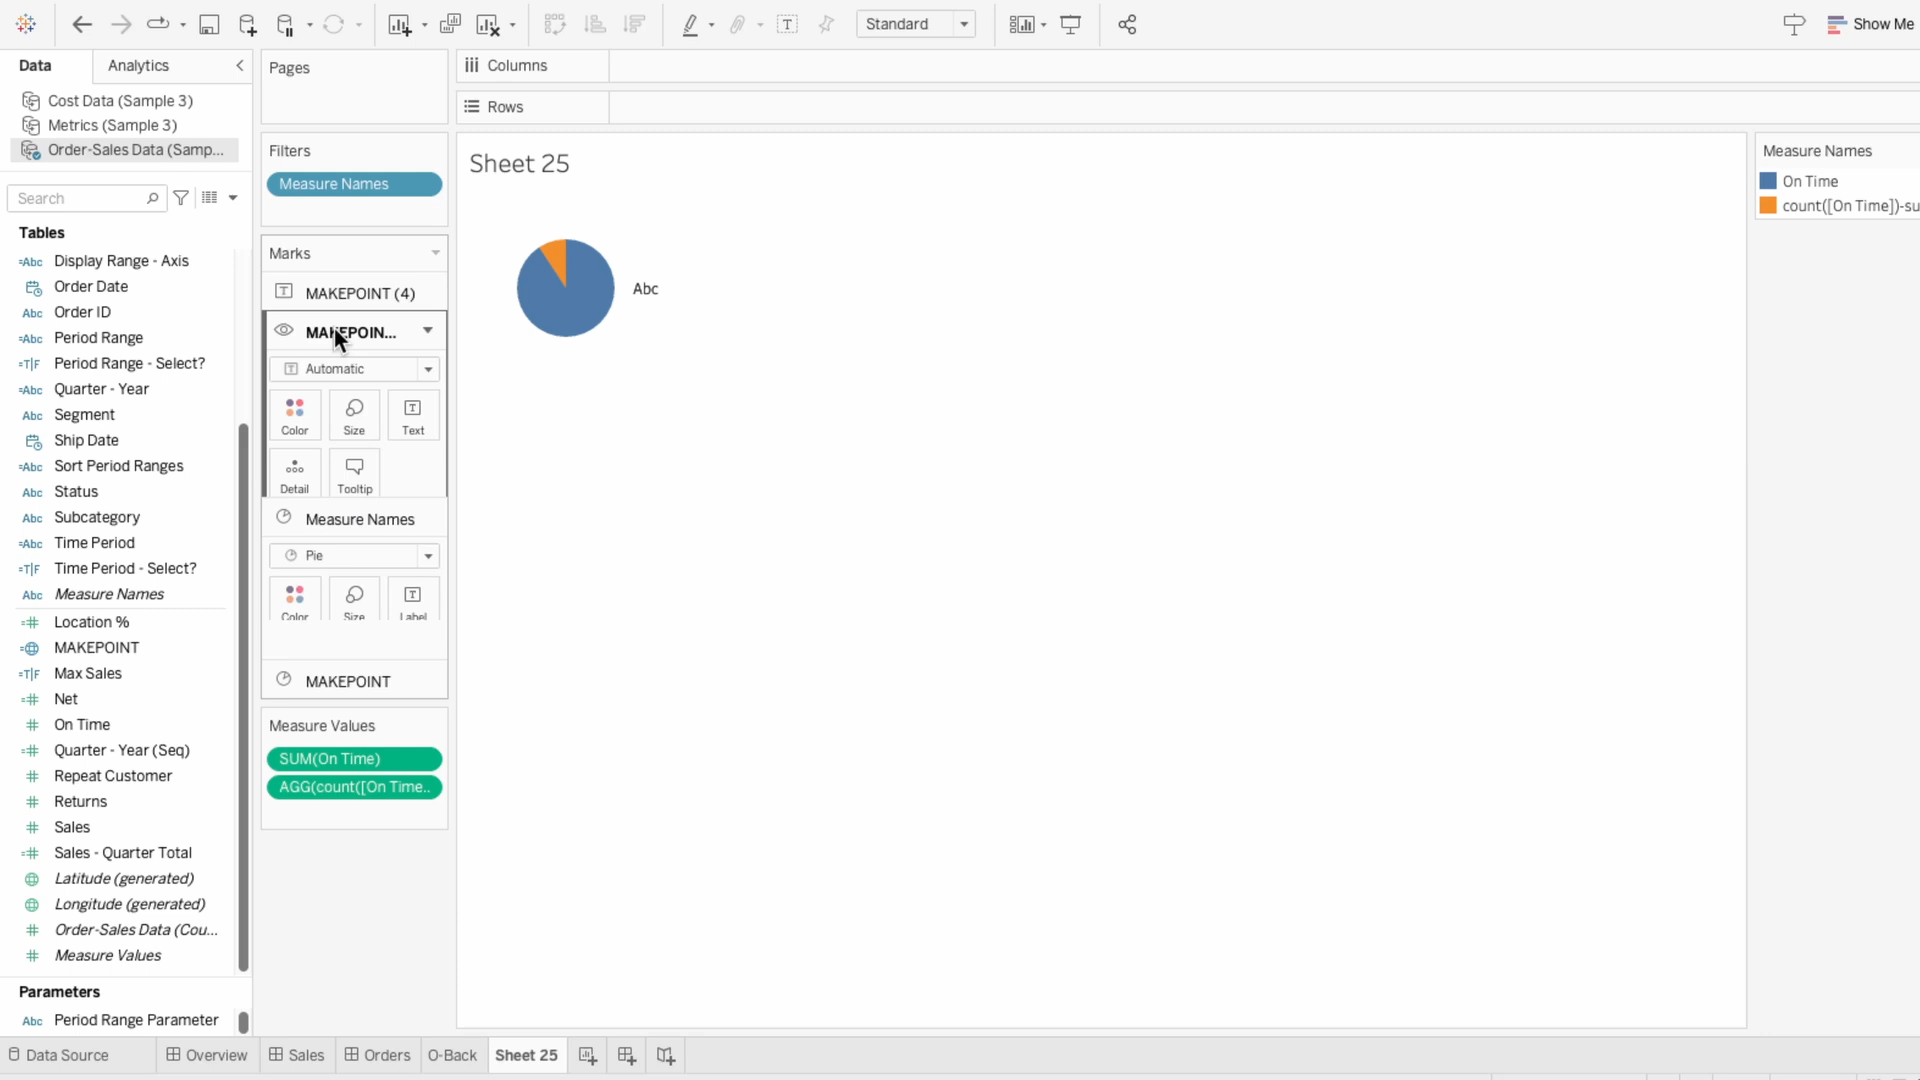 Standard
Show Me
Data
Analytics
Pages
Columns
Rows
Cost Data (Sample 3)
Metrics (Sample 3)
Order-Sales Data (Samp...
Search
Tables
Display Range - Axis
Order Date
Order ID
Period Range
Period Range - Select?
Quarter - Year
Segment
Ship Date
Sort Period Ranges
Status
Subcategory
Time Period
Time Period - Select?
Measure Names
Location %
MAKEPOINT
Max Sales
Net
On Time
Quarter - Year (Seq)
Repeat Customer
Returns
Sales
Sales - Quarter Total
Latitude (generated)
Longitude (generated)
Order-Sales Data (Cou...
Measure Values
Parameters
Period Range Parameter
Filters
Measure Names
Marks
MAKEPOINT (4)
MAKEPOIN...
Automatic
Color
Size
Text
Detail
Tooltip
Measure Names
Pie
Color
Size
Label
MAKEPOINT
Measure Values
SUM(On Time)
AGG(count([On Time..
Sheet 25
Abc
Measure Names
On Time
count([On Time])-su
Data Source
Overview
Sales
Orders
O-Back
Sheet 25